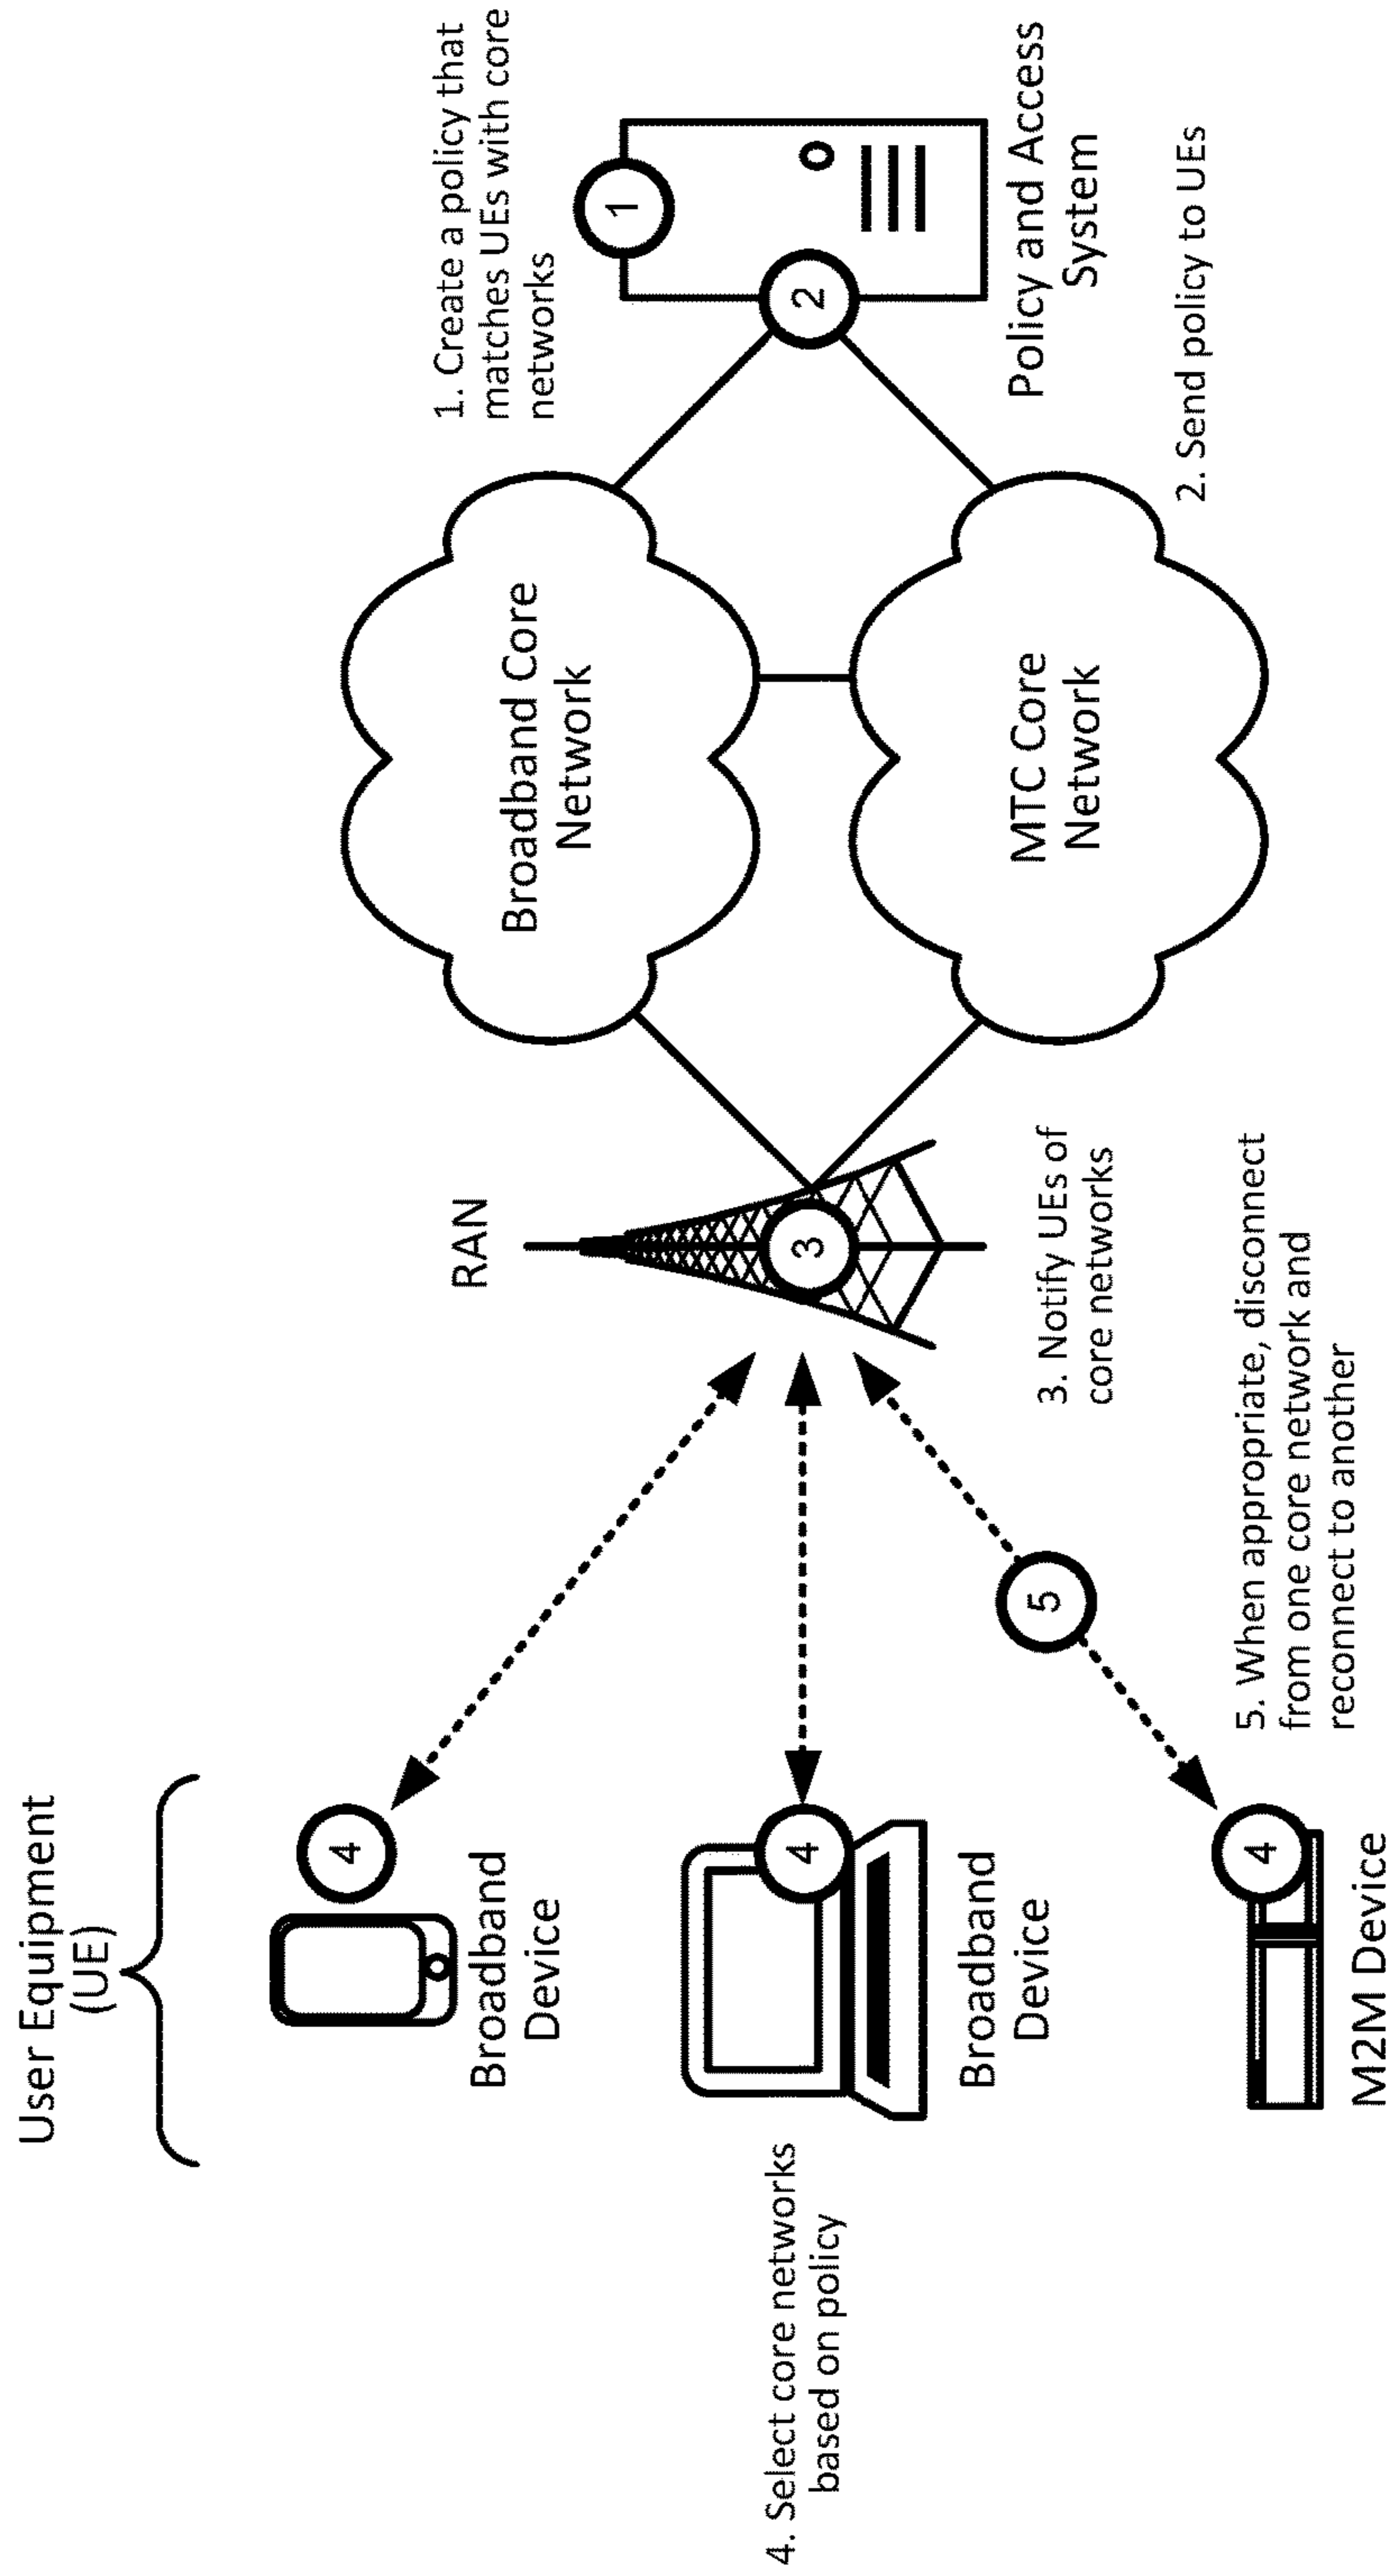 User Equipment
(UE)
4
Broadband
Device
4
Broadband
Device
4
M2M Device
4. Select core networks
based on policy
5
5. When appropriate, disconnect
from one core network and
reconnect to another
RAN
3
3. Notify UEs of
core networks
Broadband Core
Network
MTC Core
Network
1. Create a policy that
matches UEs with core
networks
1
2
Policy and Access
System
2. Send policy to UEs